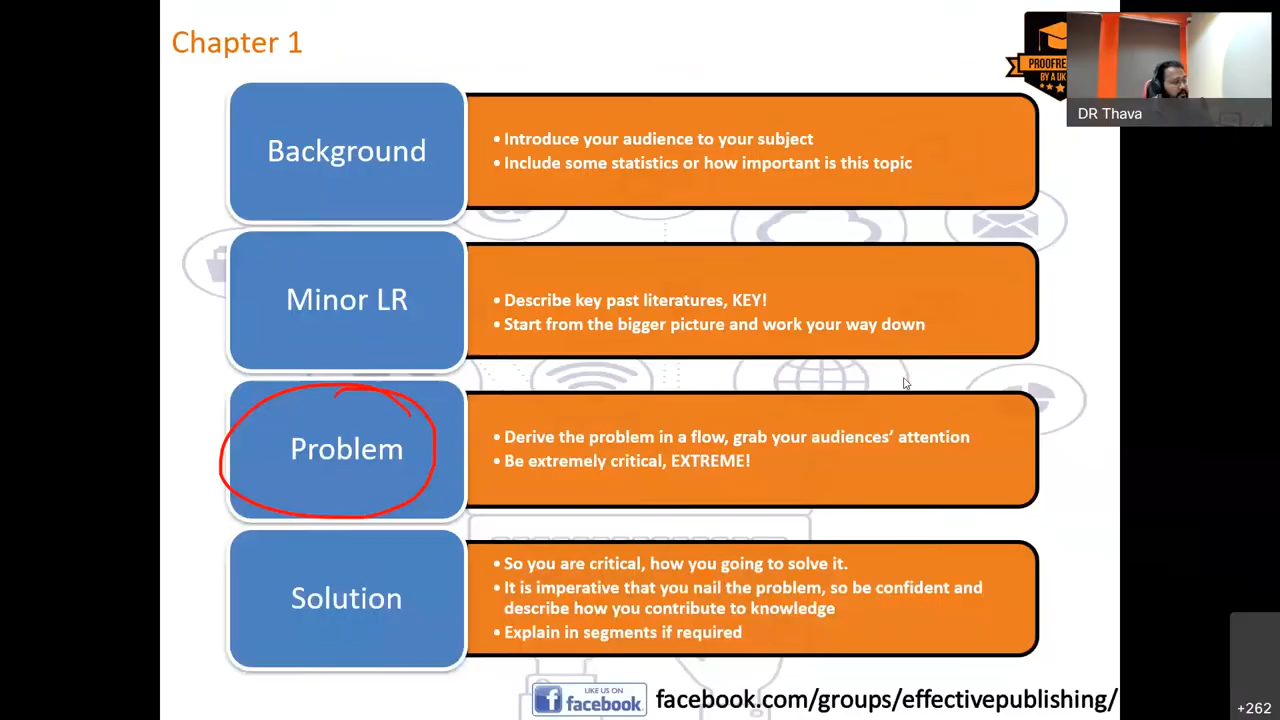 Chapter 1
PROOFRE
BY A UK
DR Thava
Background
• Introduce your audience to your subject
• Include some statistics or how important is this topic
Minor LR
• Describe key past literatures, KEY!
• Start from the bigger picture and work your way down
Problem
• Derive the problem in a flow, grab your audiences’ attention
• Be extremely critical, EXTREME!
Solution
• So you are critical, how you going to solve it.
• It is imperative that you nail the problem, so be confident and
describe how you contribute to knowledge
• Explain in segments if required
LIKE US ON
facebook
facebook.com/groups/effectivepublishing/
+262